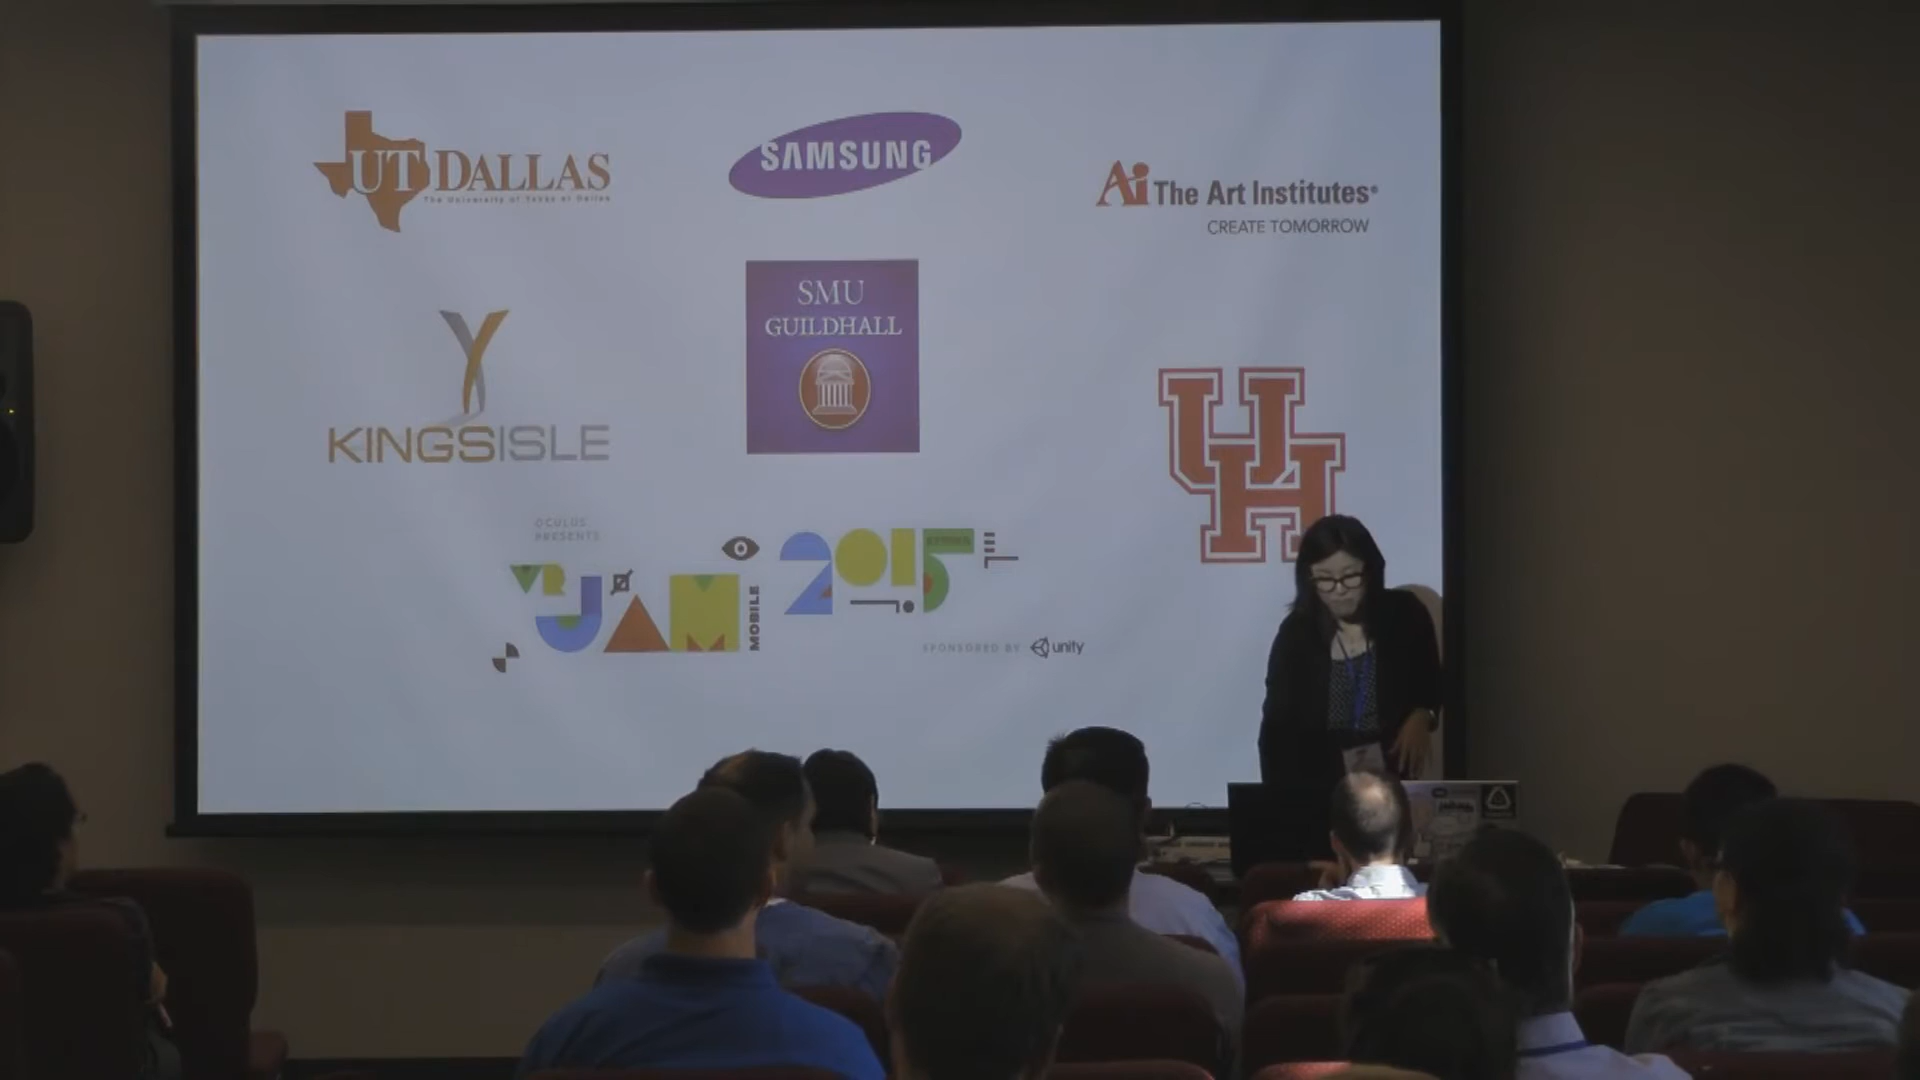 UT DALLAS
The University of Texas at Dallas
SAMSUNG
Ai The Art Institutes
CREATE TOMORROW
KINGSISLE
SMU
GUILDHALL
UH
OCULUS
PRESENTS
VR JAM
MOBILE
2015
SPONSORED BY unity